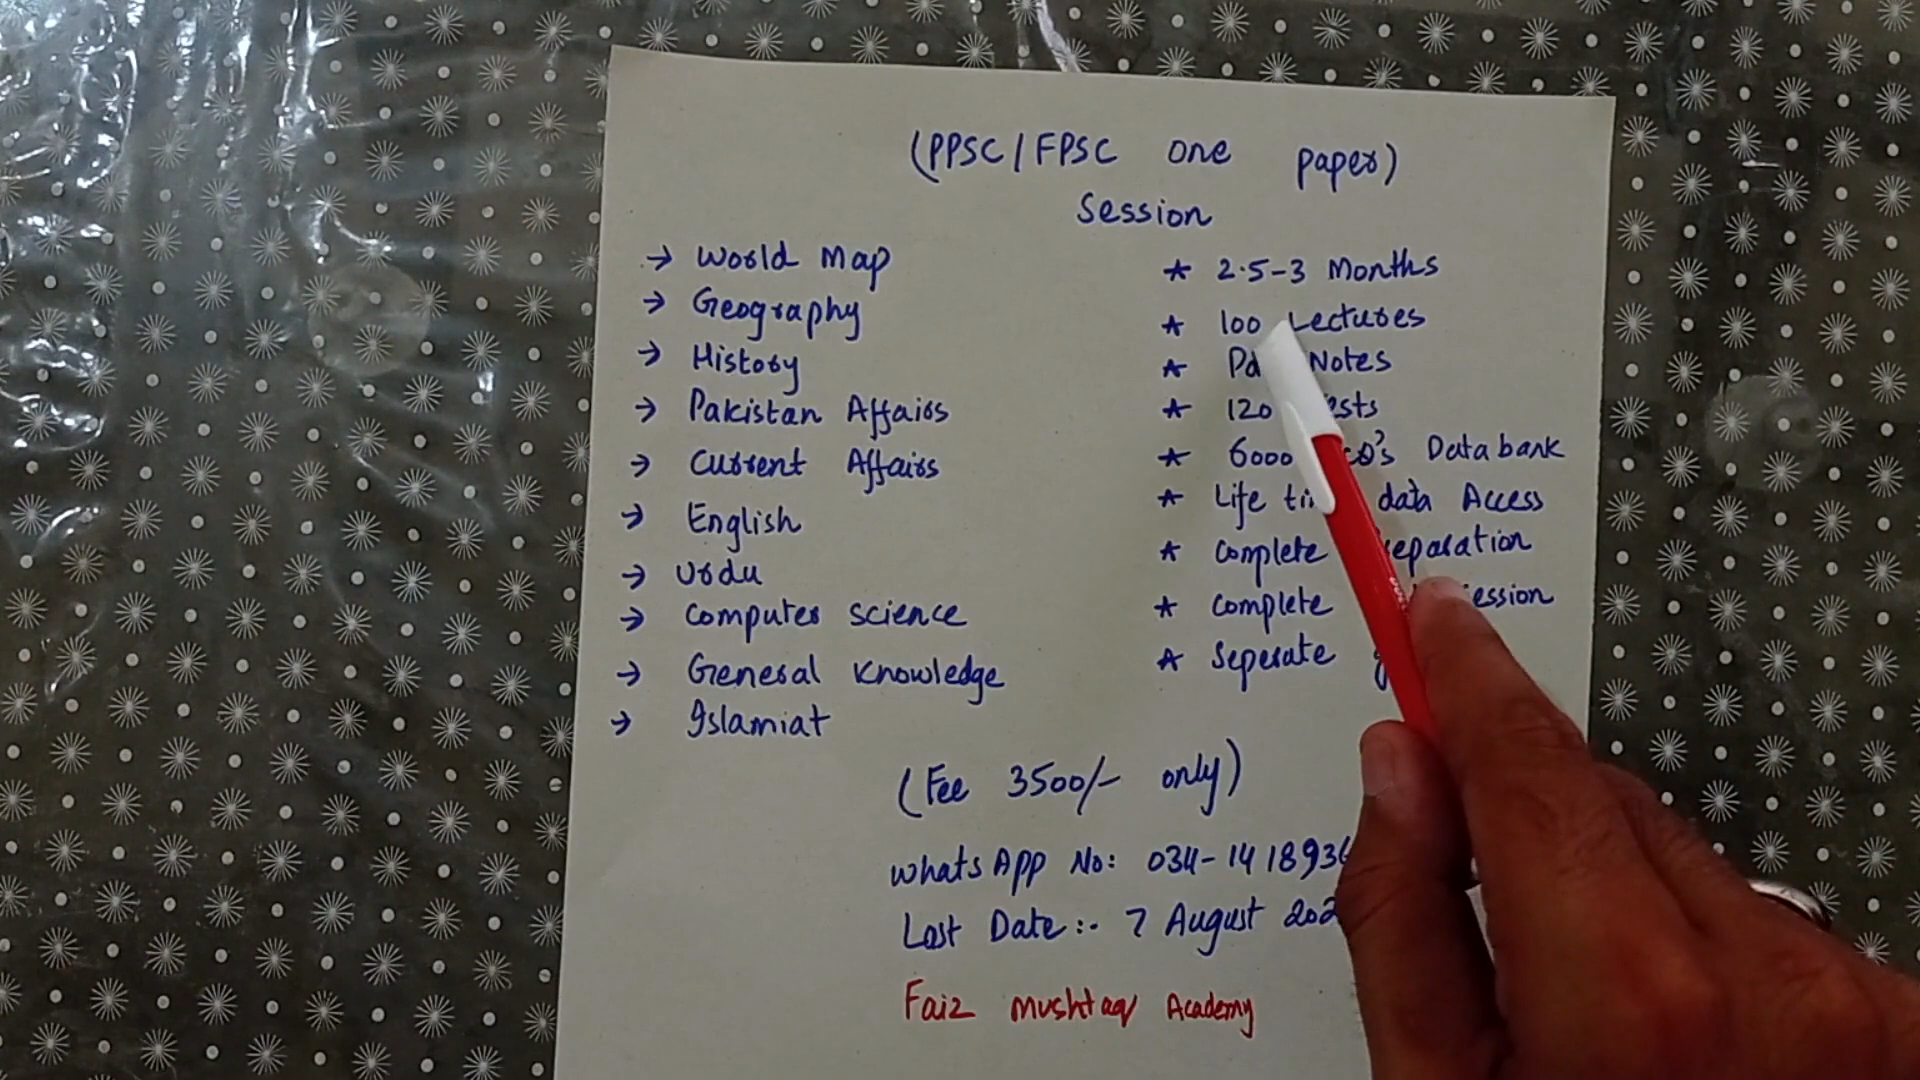 (PPSC/FPSC one paper)
Session
→ World Map
→ Geography
→ History
→ Pakistan Affairs
→ Current Affairs
→ English
→ Urdu
→ Computer science
→ General Knowledge
→ Islamiat
★ 2.5-3 Months
★ 100 Lectures
★ Notes
★ 120
★ 6000 Data bank
★ Life data Access
★ Complete
★ Complete
★ Seperate
(Fee 3500/- only)
WhatsApp No: 034-1418936
Last Date:- 7 August
Faiz Mushtaq Academy